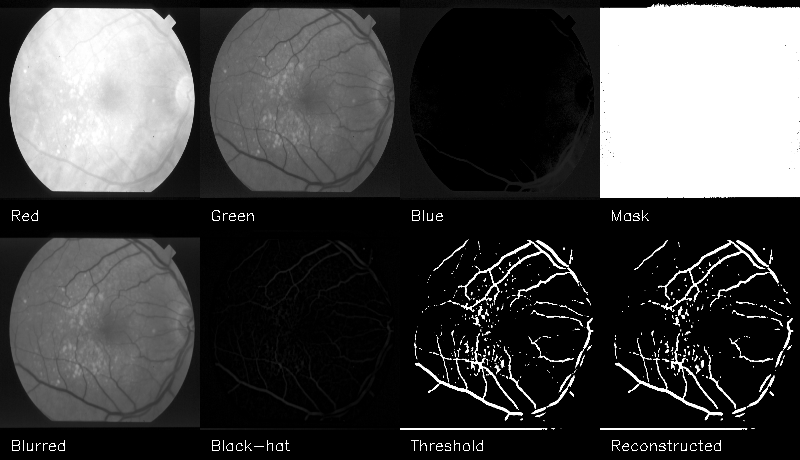 Red
Green
Blue
Mask
Blurred
Black-hat
Threshold
Reconstructed